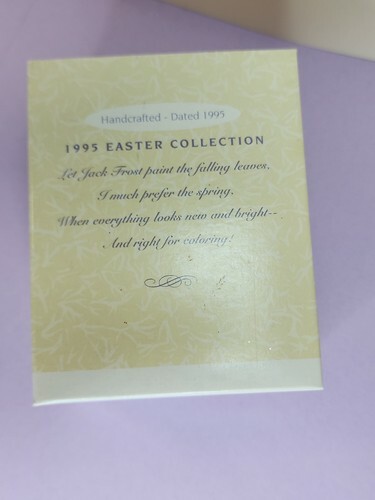 Handcrafted - Dated 1995
1995 EASTER COLLECTION
Let Jack Frost paint the falling leaves,
I much prefer the spring,
When everything looks new and bright--
And right for coloring!